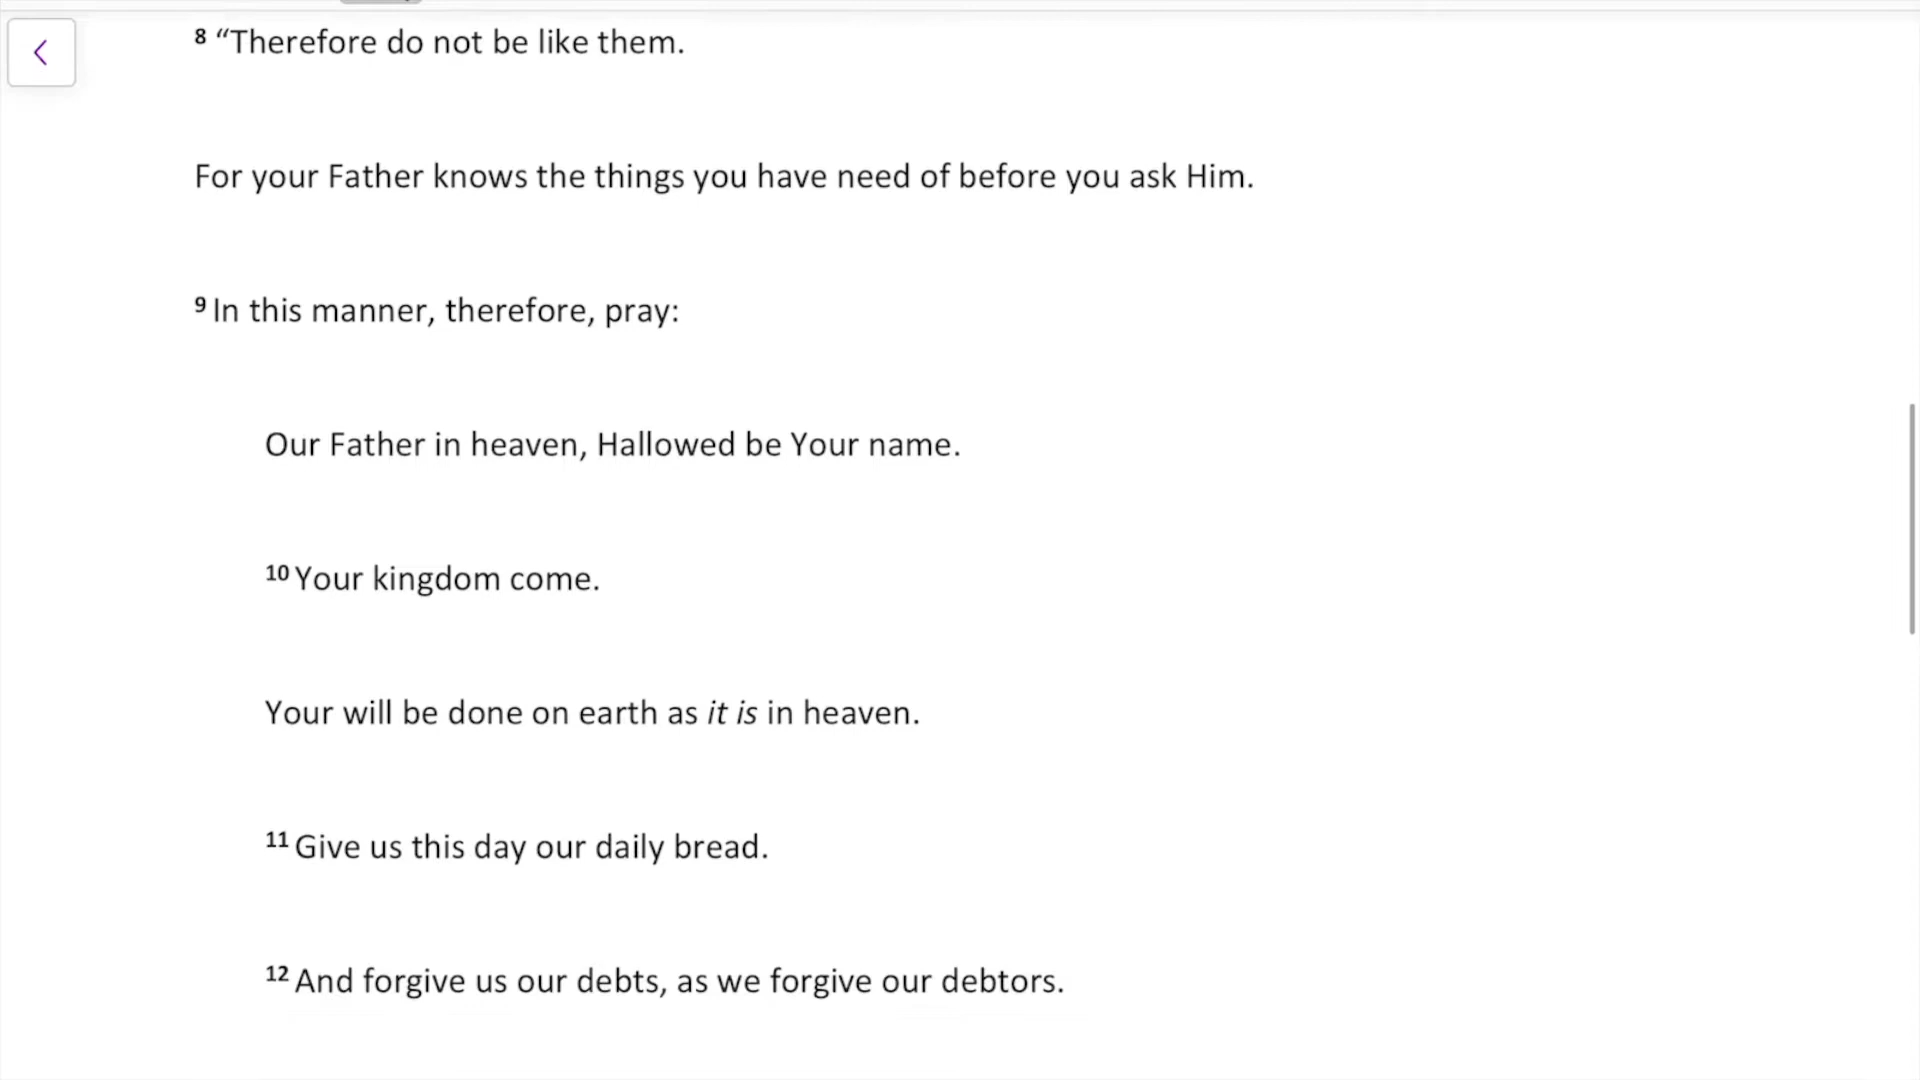 8 “Therefore do not be like them.
For your Father knows the things you have need of before you ask Him.
9 In this manner, therefore, pray:
Our Father in heaven, Hallowed be Your name.
10 Your kingdom come.
Your will be done on earth as it is in heaven.
11 Give us this day our daily bread.
12 And forgive us our debts, as we forgive our debtors.